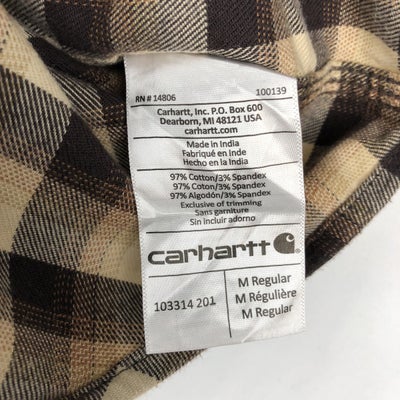 RN # 14806 100139
Carhartt, Inc. P.O. Box 600
Dearborn, MI 48121 USA
carhartt.com
Made in India
Fabriqué en Inde
Hecho en la India
97% Cotton/3% Spandex
97% Coton/3% Spandex
97% Algodón/3% Spandex
Exclusive of trimming
Sans garniture
Sin incluir adorno
carhartt
103314 201
M Regular
M Régulière
M Regular